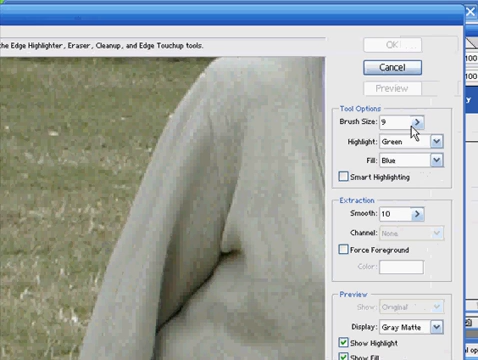 the Edge Highlighter, Eraser, Cleanup, and Edge Touchup tools.
OK
Cancel
Preview
Tool Options
Brush Size: 9
Highlight: Green
Fill: Blue
Smart Highlighting
Extraction
Smooth: 10
Channel: None
Force Foreground
Color:
Preview
Show: Original
Display: Gray Matte
Show Highlight
Show Fill
100
100
y
l op